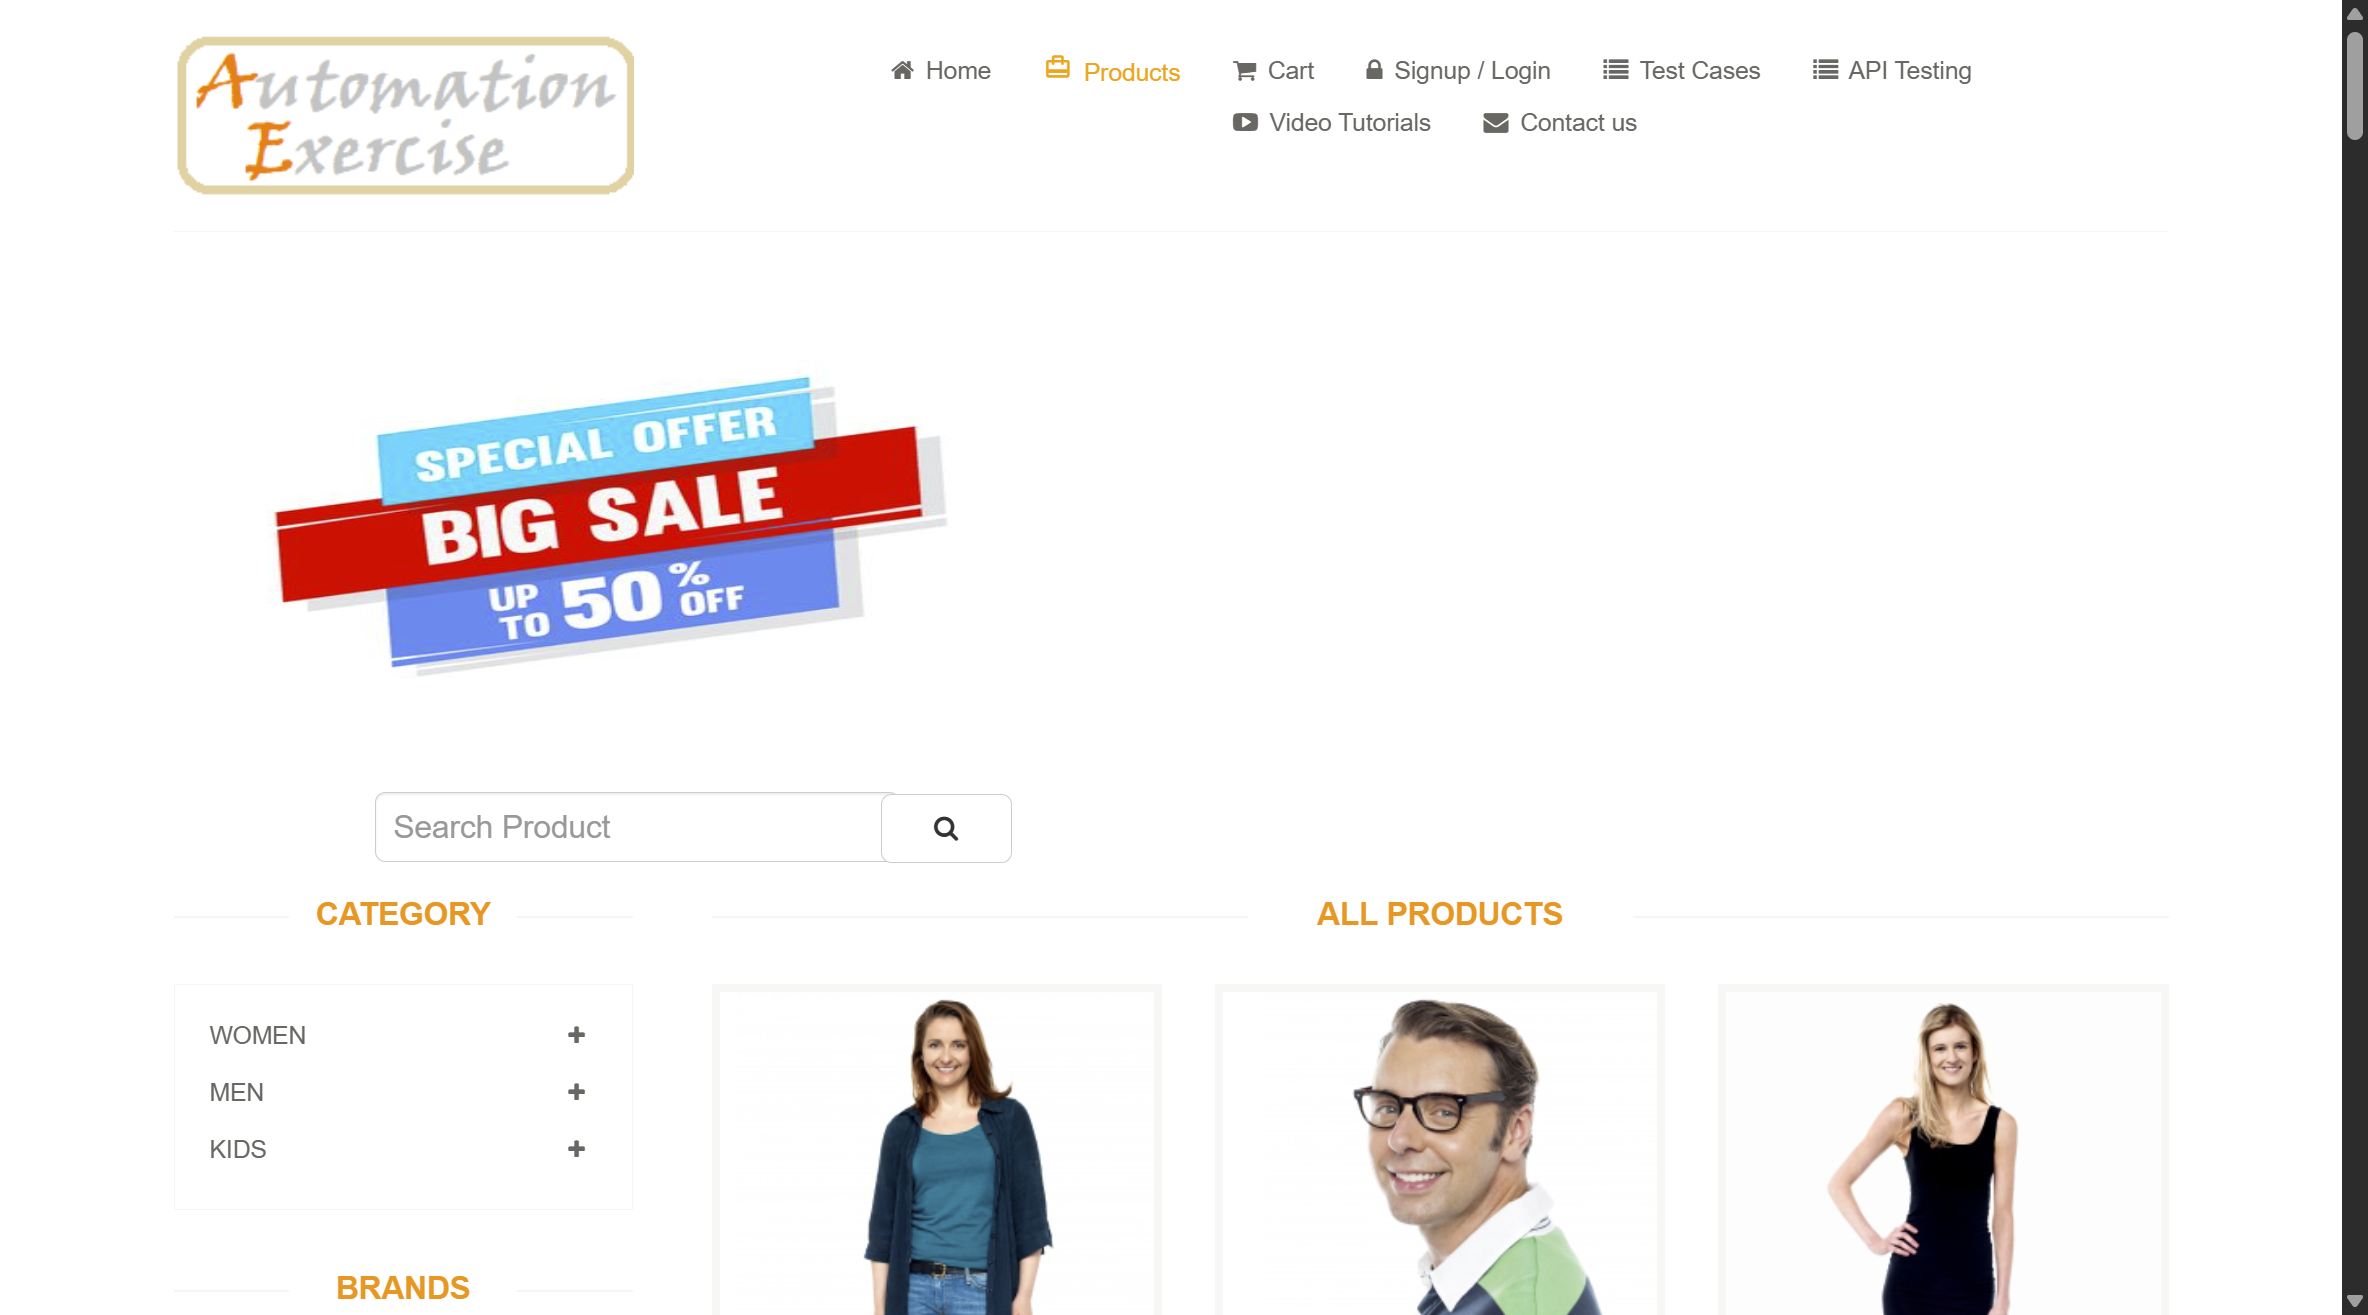 Automation
Exercise
Home Products Cart Signup / Login Test Cases API Testing
Video Tutorials Contact us
SPECIAL OFFER
BIG SALE
UP TO 50% OFF
Search Product
CATEGORY
ALL PRODUCTS
WOMEN
MEN
KIDS
BRANDS